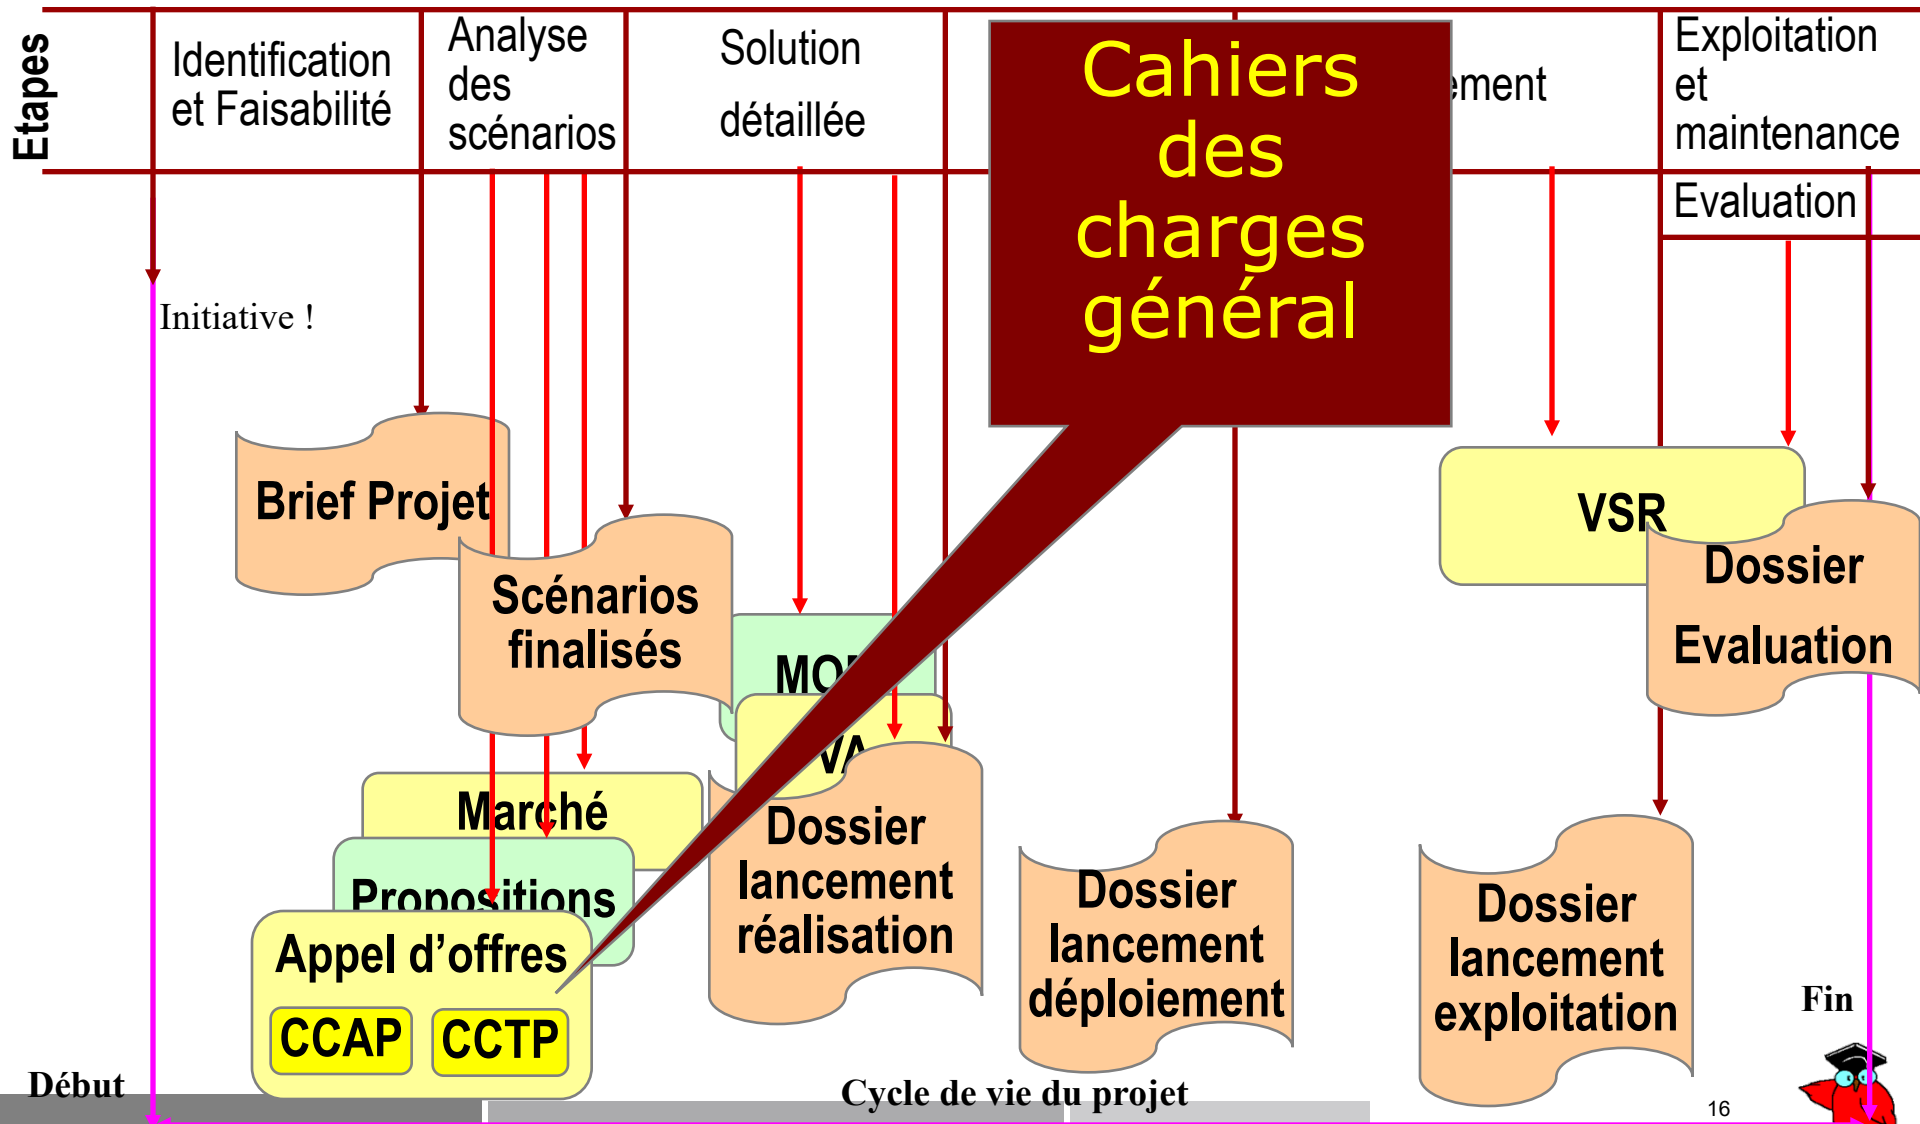 Etapes
Identification
et Faisabilité
Analyse
des
scénarios
Solution
détaillée
Cahiers
des
charges
général
Exploitation
et
maintenance
Evaluation
Initiative !
Brief Projet
Scénarios
finalisés
VSR
Dossier
Evaluation
Marché
Propositions
Appel d’offres
CCAP
CCTP
VA
Dossier
lancement
réalisation
Dossier
lancement
déploiement
Dossier
lancement
exploitation
Début
Cycle de vie du projet
Fin
16